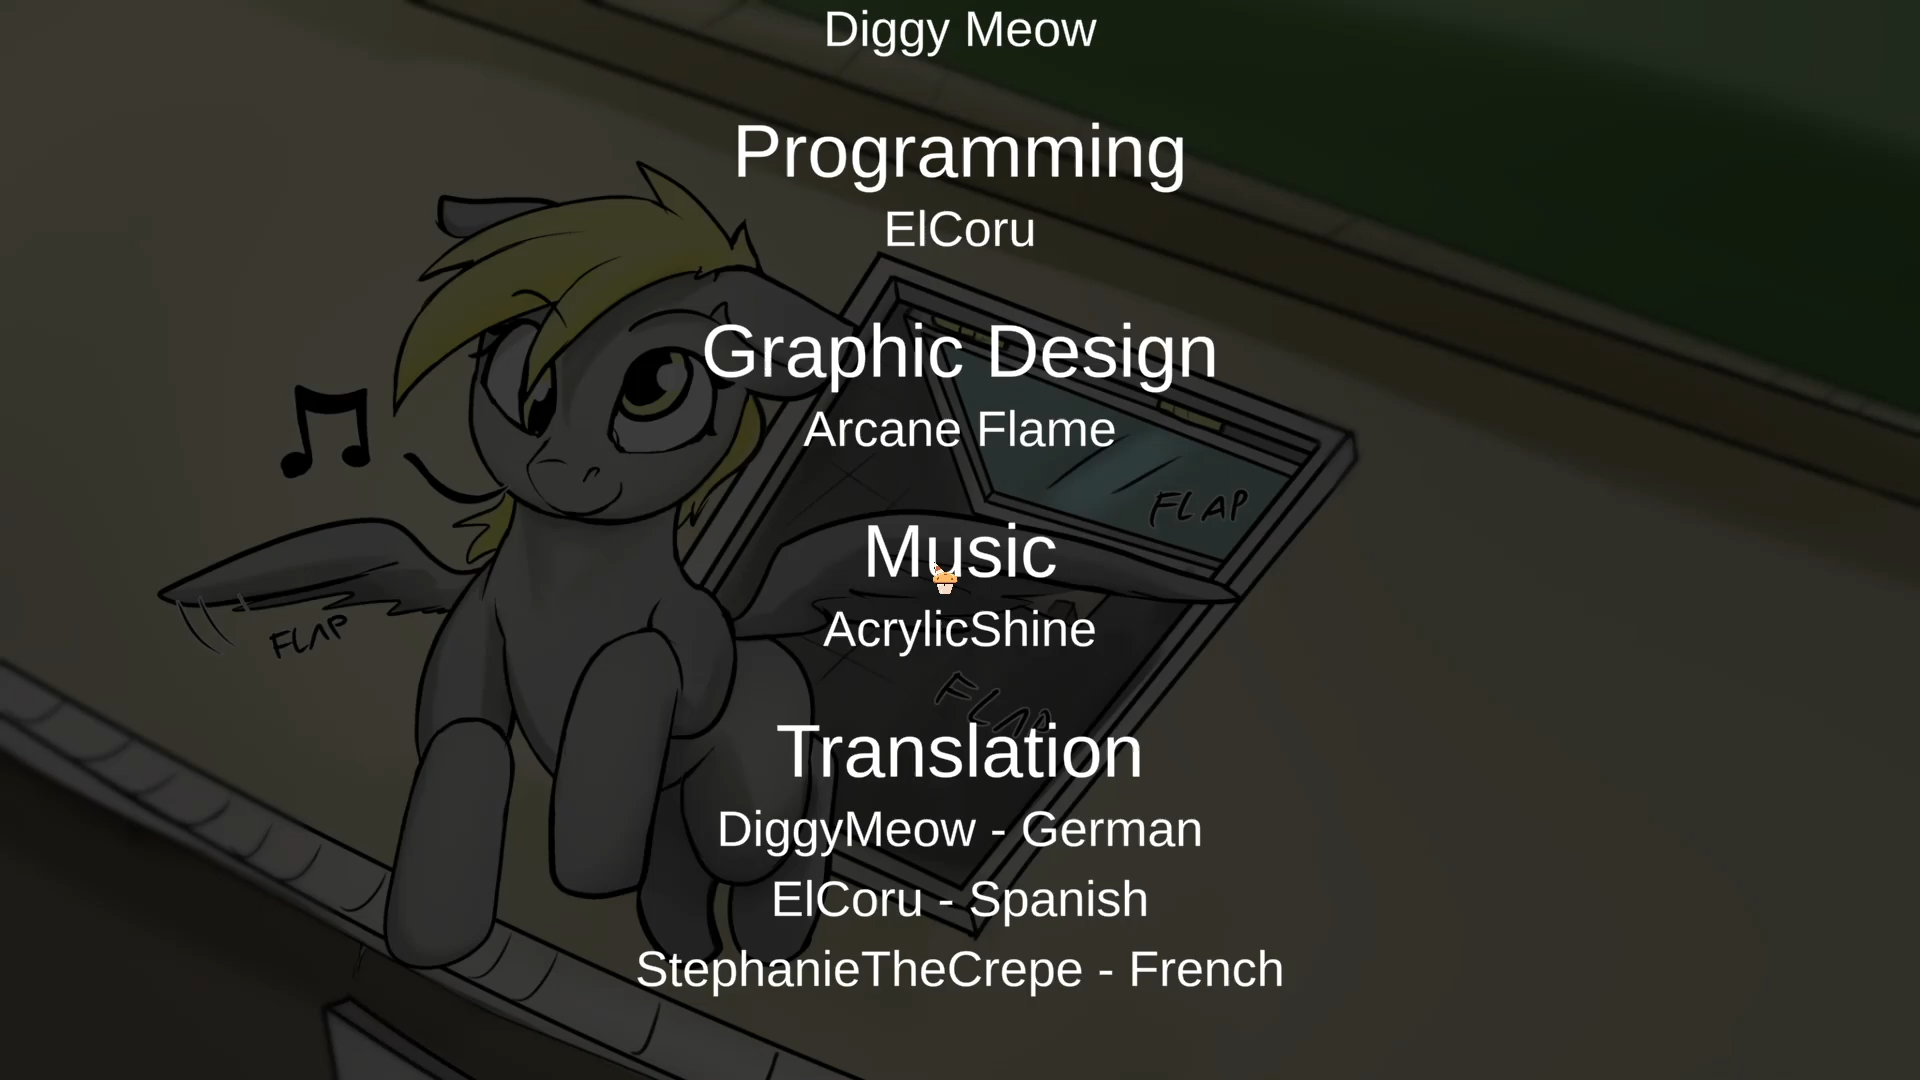 Diggy Meow
Programming
ElCoru
Graphic Design
Arcane Flame
FLAP
Music
AcrylicShine
FLAP
FLAP
Translation
DiggyMeow - German
ElCoru - Spanish
StephanieTheCrepe - French